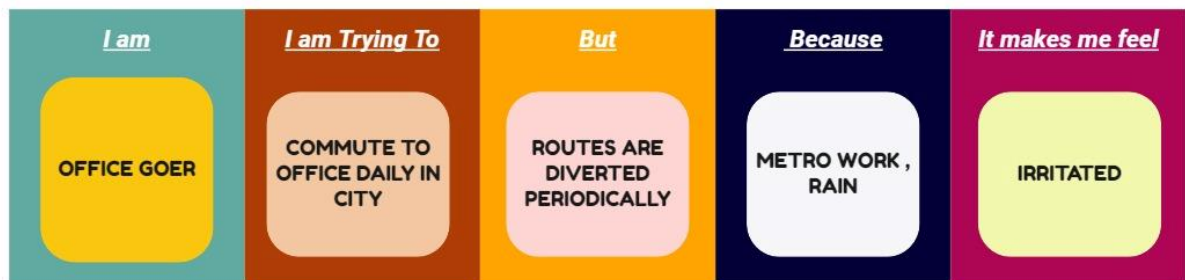 I am
OFFICE GOER
I am Trying To
COMMUTE TO
OFFICE DAILY IN
CITY
But
ROUTES ARE
DIVERTED
PERIODICALLY
Because
METRO WORK ,
RAIN
It makes me feel
IRRITATED